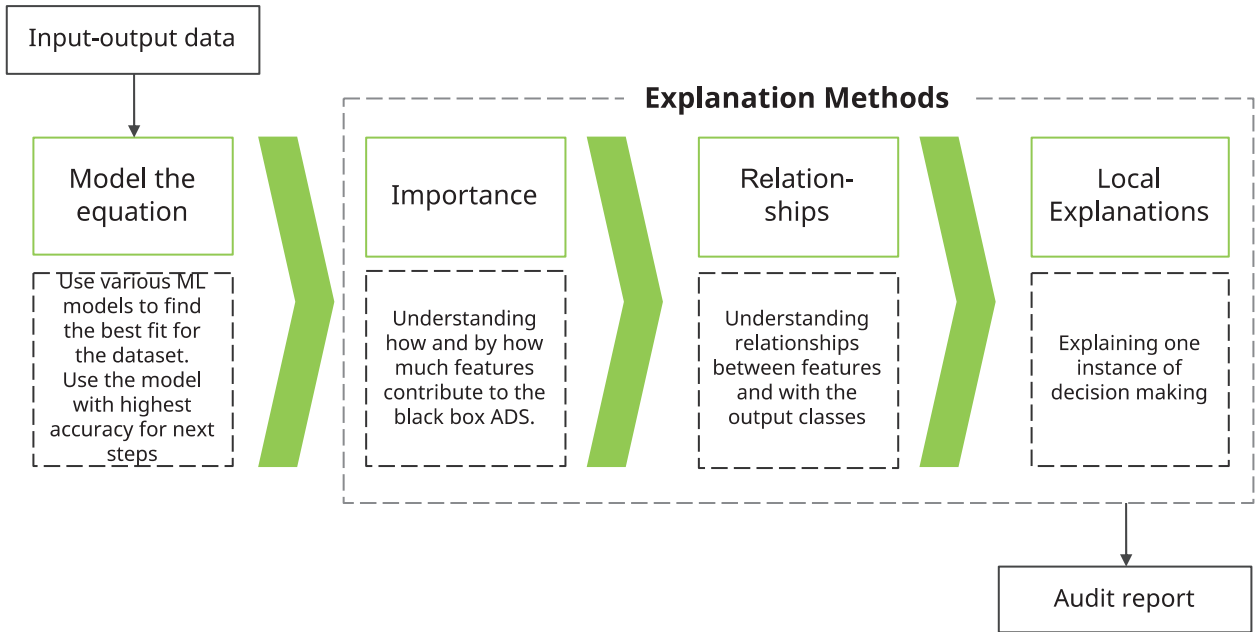 Input-output data
Explanation Methods
Model the
equation
Importance
Relation-
ships
Local
Explanations
Use various ML
models to find
the best fit for
the dataset.
Use the model
with highest
accuracy for next
steps
Understanding
how and by how
much features
contribute to the
black box ADS.
Understanding
relationships
between features
and with the
output classes
Explaining one
instance of
decision making
Audit report